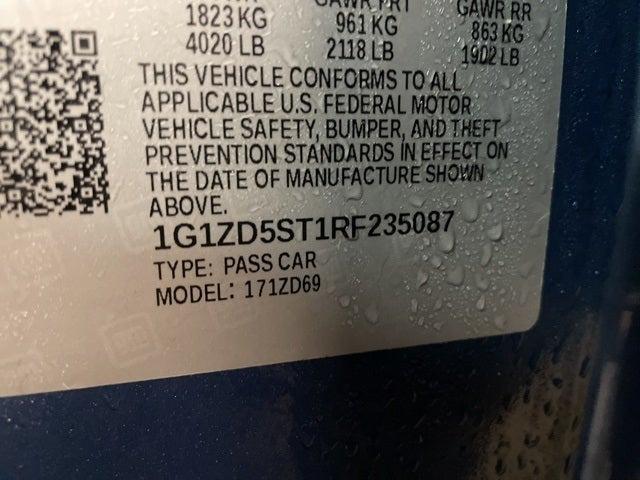 GAWR FRT GAWR RR
1823 KG 961 KG 863 KG
4020 LB 2118 LB 1902 LB
THIS VEHICLE CONFORMS TO ALL
APPLICABLE U.S. FEDERAL MOTOR
VEHICLE SAFETY, BUMPER, AND THEFT
PREVENTION STANDARDS IN EFFECT ON
THE DATE OF MANUFACTURE SHOWN
ABOVE.
1G1ZD5ST1RF235087
TYPE: PASS CAR
MODEL: 171ZD69